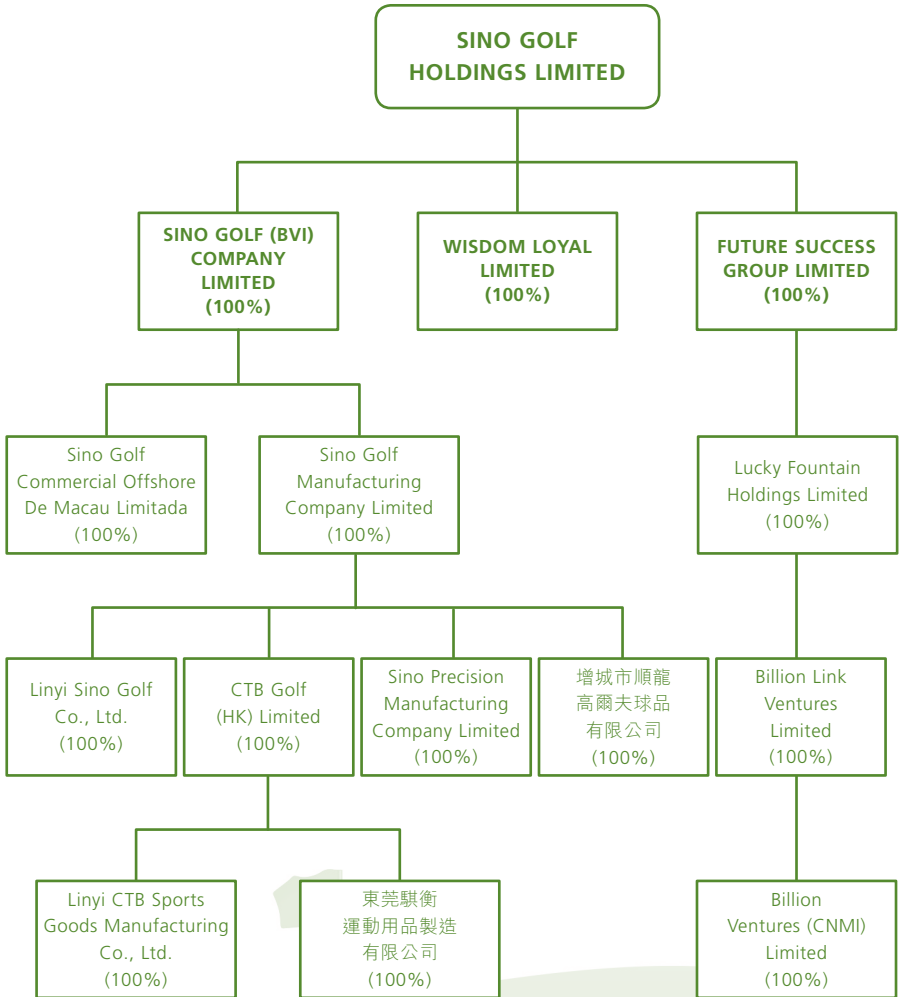 SINO GOLF
HOLDINGS LIMITED
SINO GOLF (BVI)
COMPANY
LIMITED
(100%)
WISDOM LOYAL
LIMITED
(100%)
FUTURE SUCCESS
GROUP LIMITED
(100%)
Sino Golf
Commercial Offshore
De Macau Limitada
(100%)
Sino Golf
Manufacturing
Company Limited
(100%)
Lucky Fountain
Holdings Limited
(100%)
Linyi Sino Golf
Co., Ltd.
(100%)
CTB Golf
(HK) Limited
(100%)
Sino Precision
Manufacturing
Company Limited
(100%)
增城市順龍
高爾夫球品
有限公司
(100%)
Billion Link
Ventures
Limited
(100%)
Linyi CTB Sports
Goods Manufacturing
Co., Ltd.
(100%)
東莞騏衡
運動用品製造
有限公司
(100%)
Billion
Ventures (CNMI)
Limited
(100%)